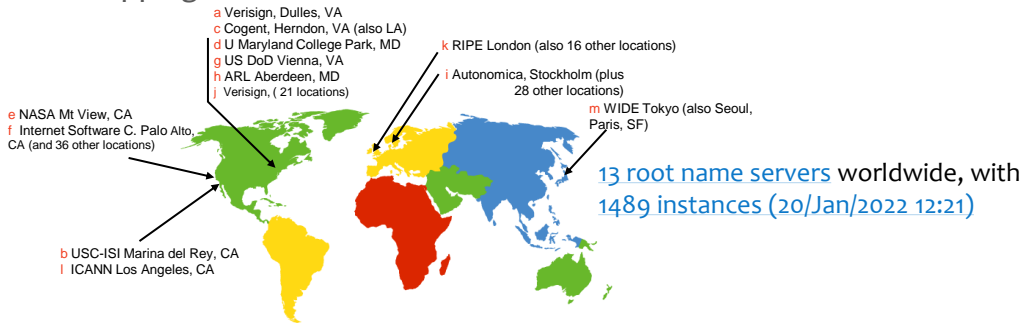 a Verisign, Dulles, VA
c Cogent, Herndon, VA (also LA)
d U Maryland College Park, MD
g US DoD Vienna, VA
h ARL Aberdeen, MD
j Verisign, ( 21 locations)
k RIPE London (also 16 other locations)
i Autonomica, Stockholm (plus
28 other locations)
m WIDE Tokyo (also Seoul,
Paris, SF)
e NASA Mt View, CA
f Internet Software C. Palo Alto,
CA (and 36 other locations)
13 root name servers worldwide, with
1489 instances (20/Jan/2022 12:21)
b USC-ISI Marina del Rey, CA
l ICANN Los Angeles, CA